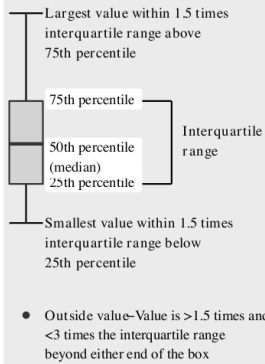 Largest value within 1.5 times
interquartile range above
75th percentile
75th percentile
Interquartile
range
50th percentile
(median)
25th percentile
Smallest value within 1.5 times
interquartile range below
25th percentile
● Outside value–Value is >1.5 times and
<3 times the interquartile range
beyond either end of the box